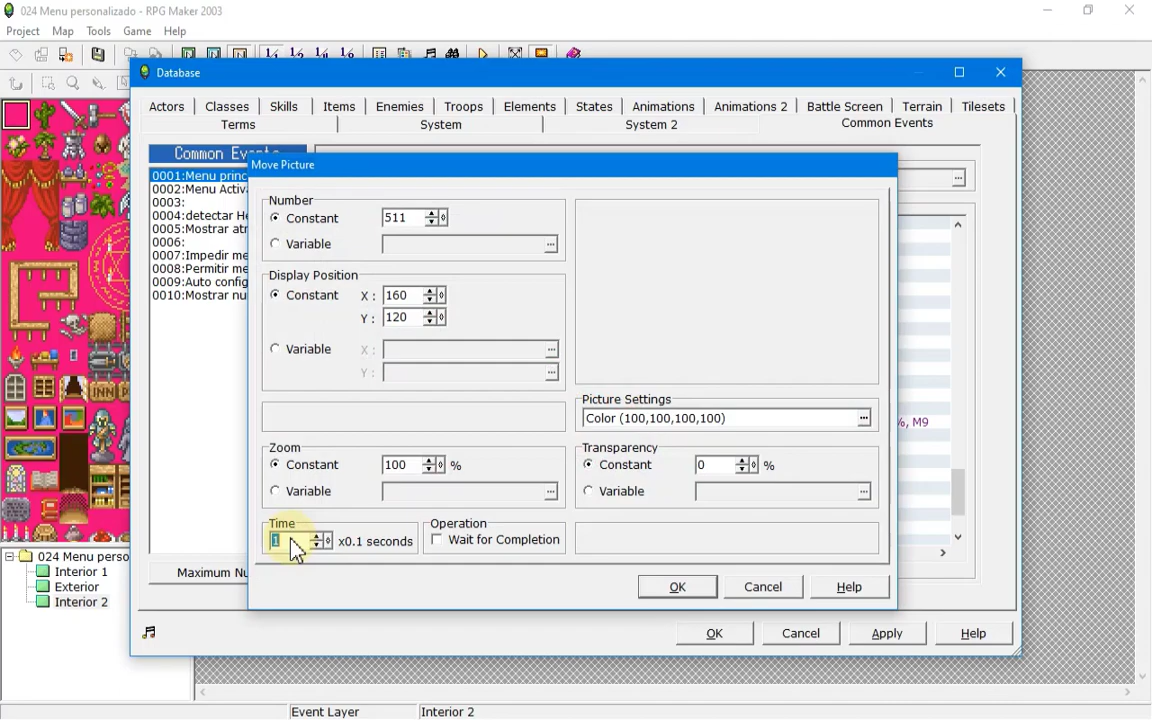 024 Menu personalizado - RPG Maker 2003
Project Map Tools Game Help
Database
Actors Classes Skills Items Enemies Troops Elements States Animations Animations 2 Battle Screen Terrain Tilesets
Terms System System 2 Common Events
Common
Move Picture
0001:Menu princ
0002:Menu Activ
0003:
0004:detectar He
0005:Mostrar atr
0006:
0007:Impedir me
0008:Permitir me
0009:Auto config
0010:Mostrar nu
Number
Constant 511
Variable
Display Position
Constant X : 160
Y : 120
Variable X :
Y :
Picture Settings
Color (100,100,100,100)
%, M9
Zoom
Constant 100 %
Variable
Transparency
Constant 0 %
Variable
Time
1 x0.1 seconds
Operation
Wait for Completion
OK Cancel Help
Maximum Nu
024 Menu perso
Interior 1
Exterior
Interior 2
OK Cancel Apply Help
Event Layer Interior 2